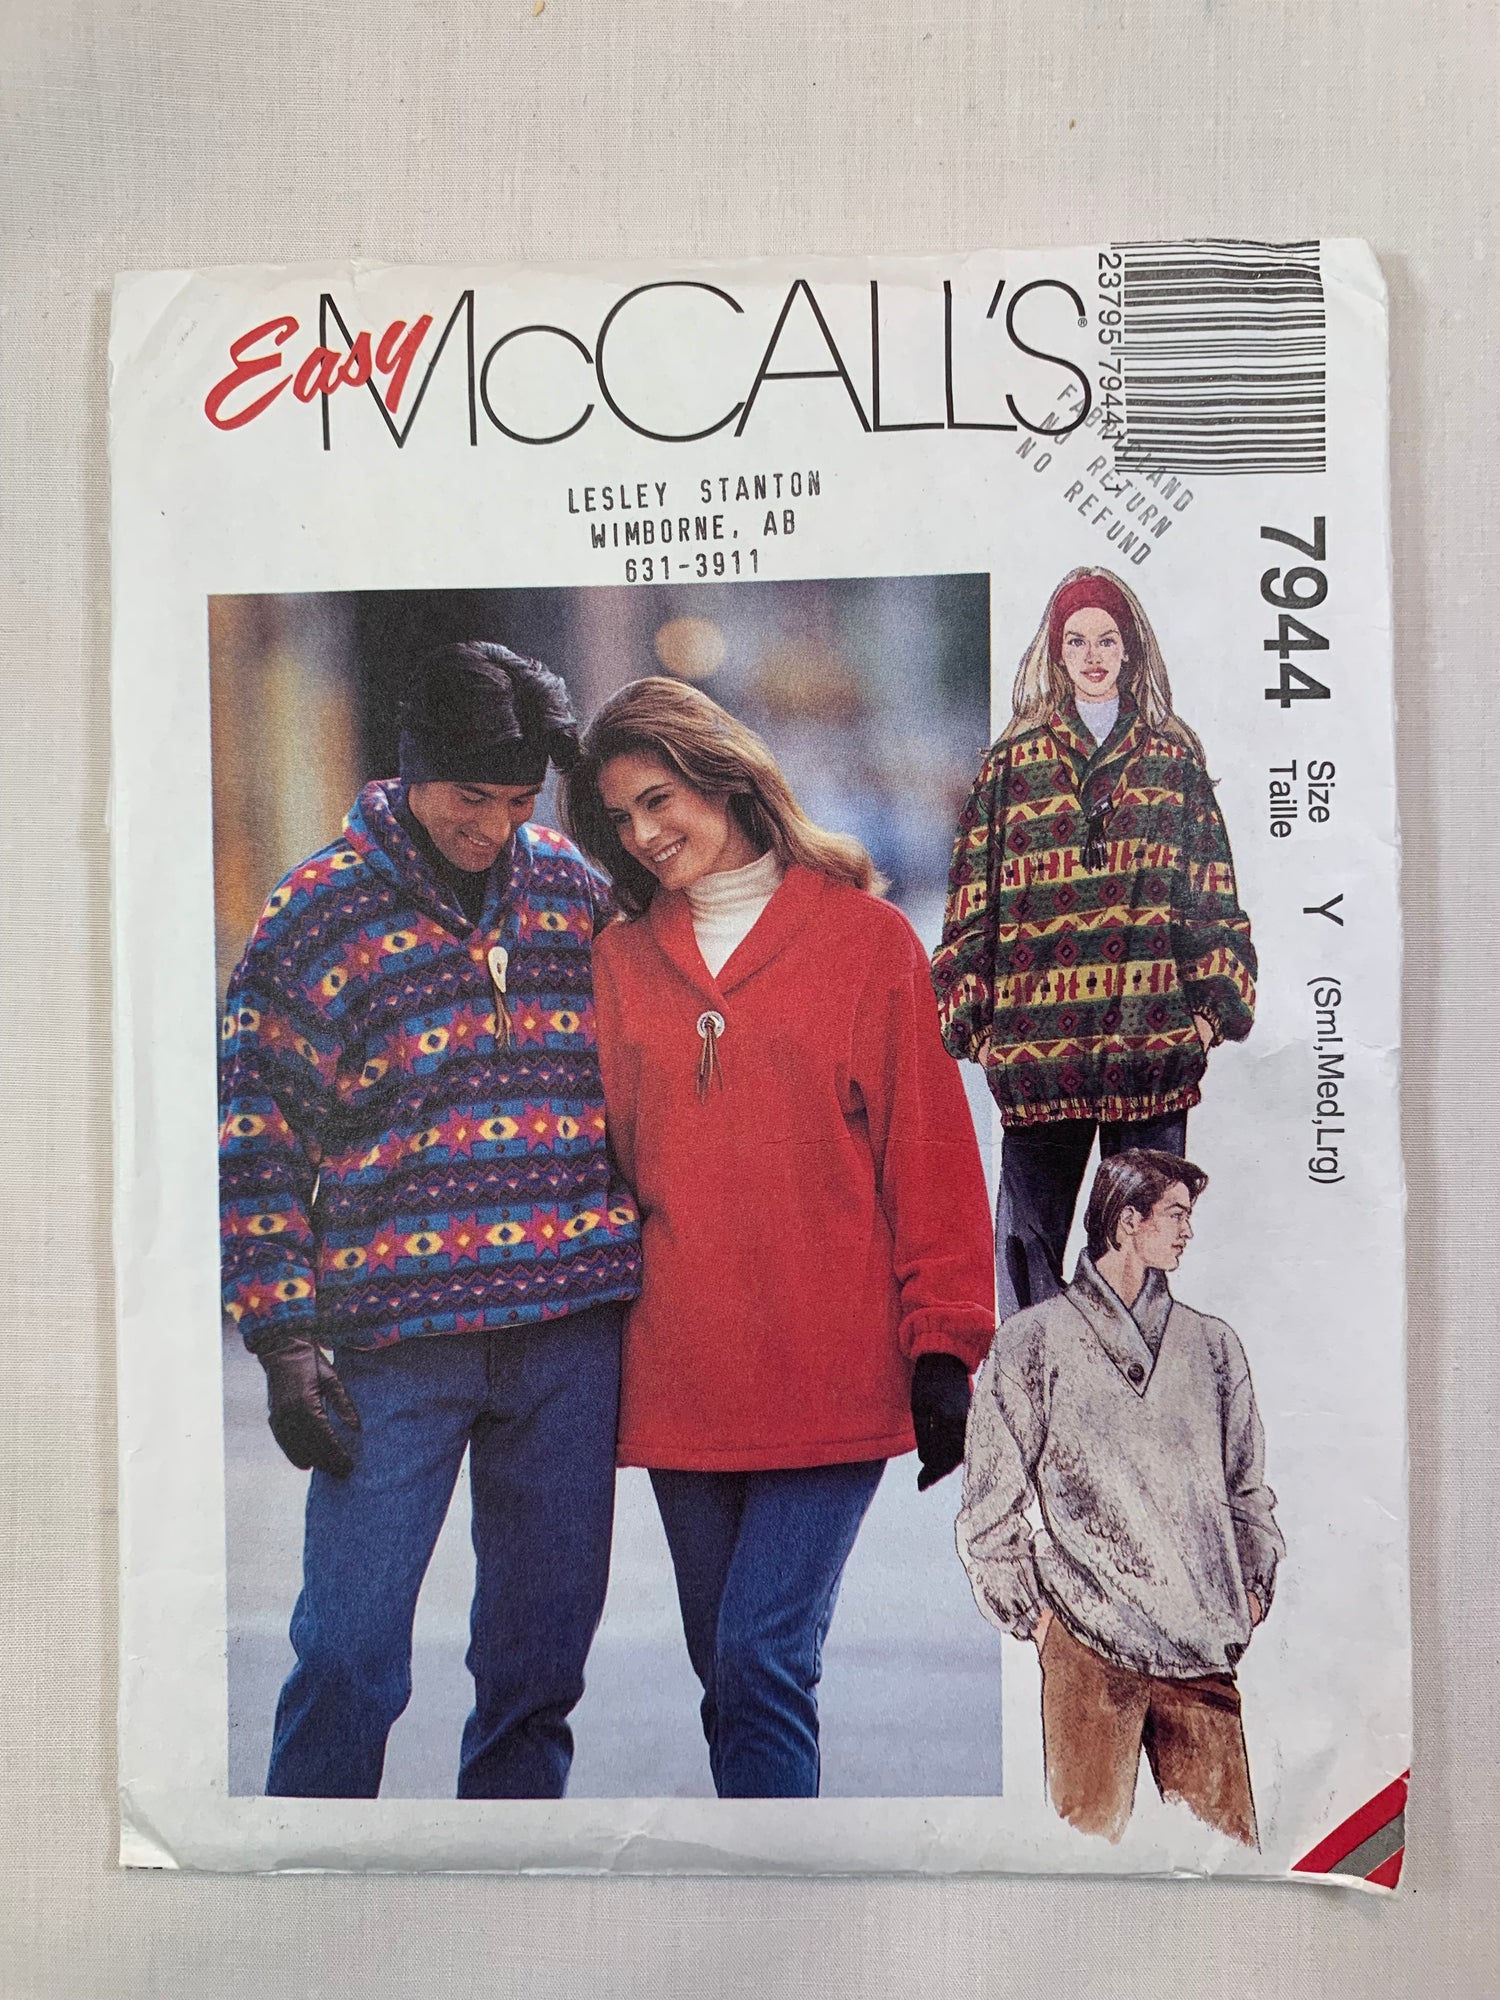 Easy McCALL'S®
23795 7944
FABRICLAND
NO RETURN
NO REFUND
LESLEY STANTON
WIMBORNE, AB
631-3911
7944 Size Y (Sml,Med,Lrg)
Taille